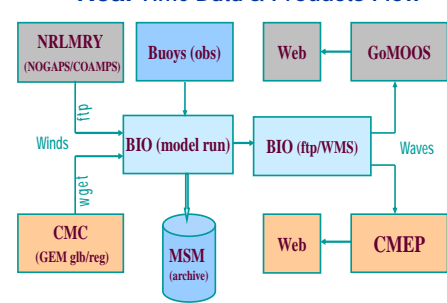 Real Time Data & Products Flow
NRLMRY
(NOGAPS/COAMPS)
Buoys (obs)
Web
GoMOOS
ftp
Winds
BIO (model run)
BIO (ftp/WMS)
Waves
wget
CMC
(GEM glb/reg)
MSM
(archive)
Web
CMEP